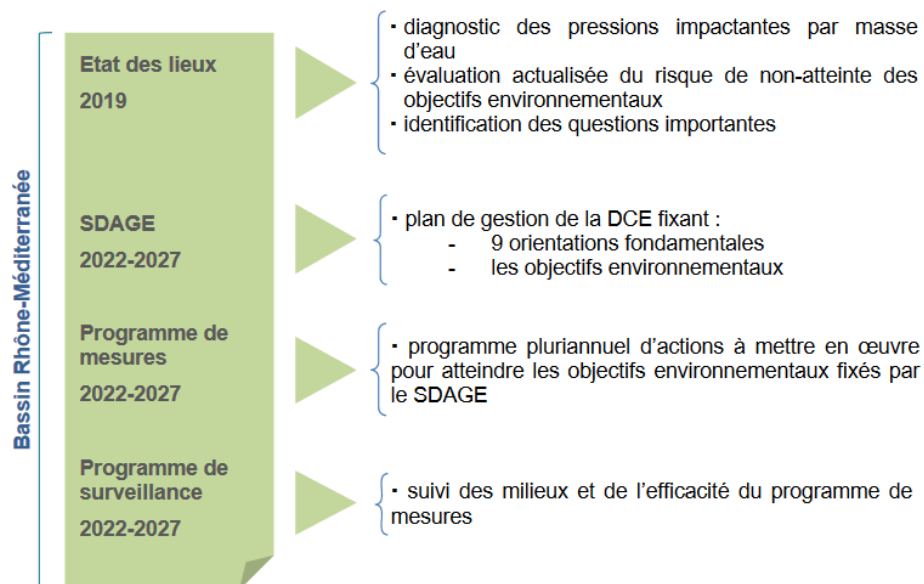 Bassin Rhône-Méditerranée
Etat des lieux
2019
· diagnostic des pressions impactantes par masse
d'eau
· évaluation actualisée du risque de non-atteinte des
objectifs environnementaux
· identification des questions importantes
SDAGE
2022-2027
· plan de gestion de la DCE fixant :
- 9 orientations fondamentales
- les objectifs environnementaux
Programme de
mesures
2022-2027
· programme pluriannuel d'actions à mettre en œuvre
pour atteindre les objectifs environnementaux fixés par
le SDAGE
Programme de
surveillance
2022-2027
· suivi des milieux et de l'efficacité du programme de
mesures